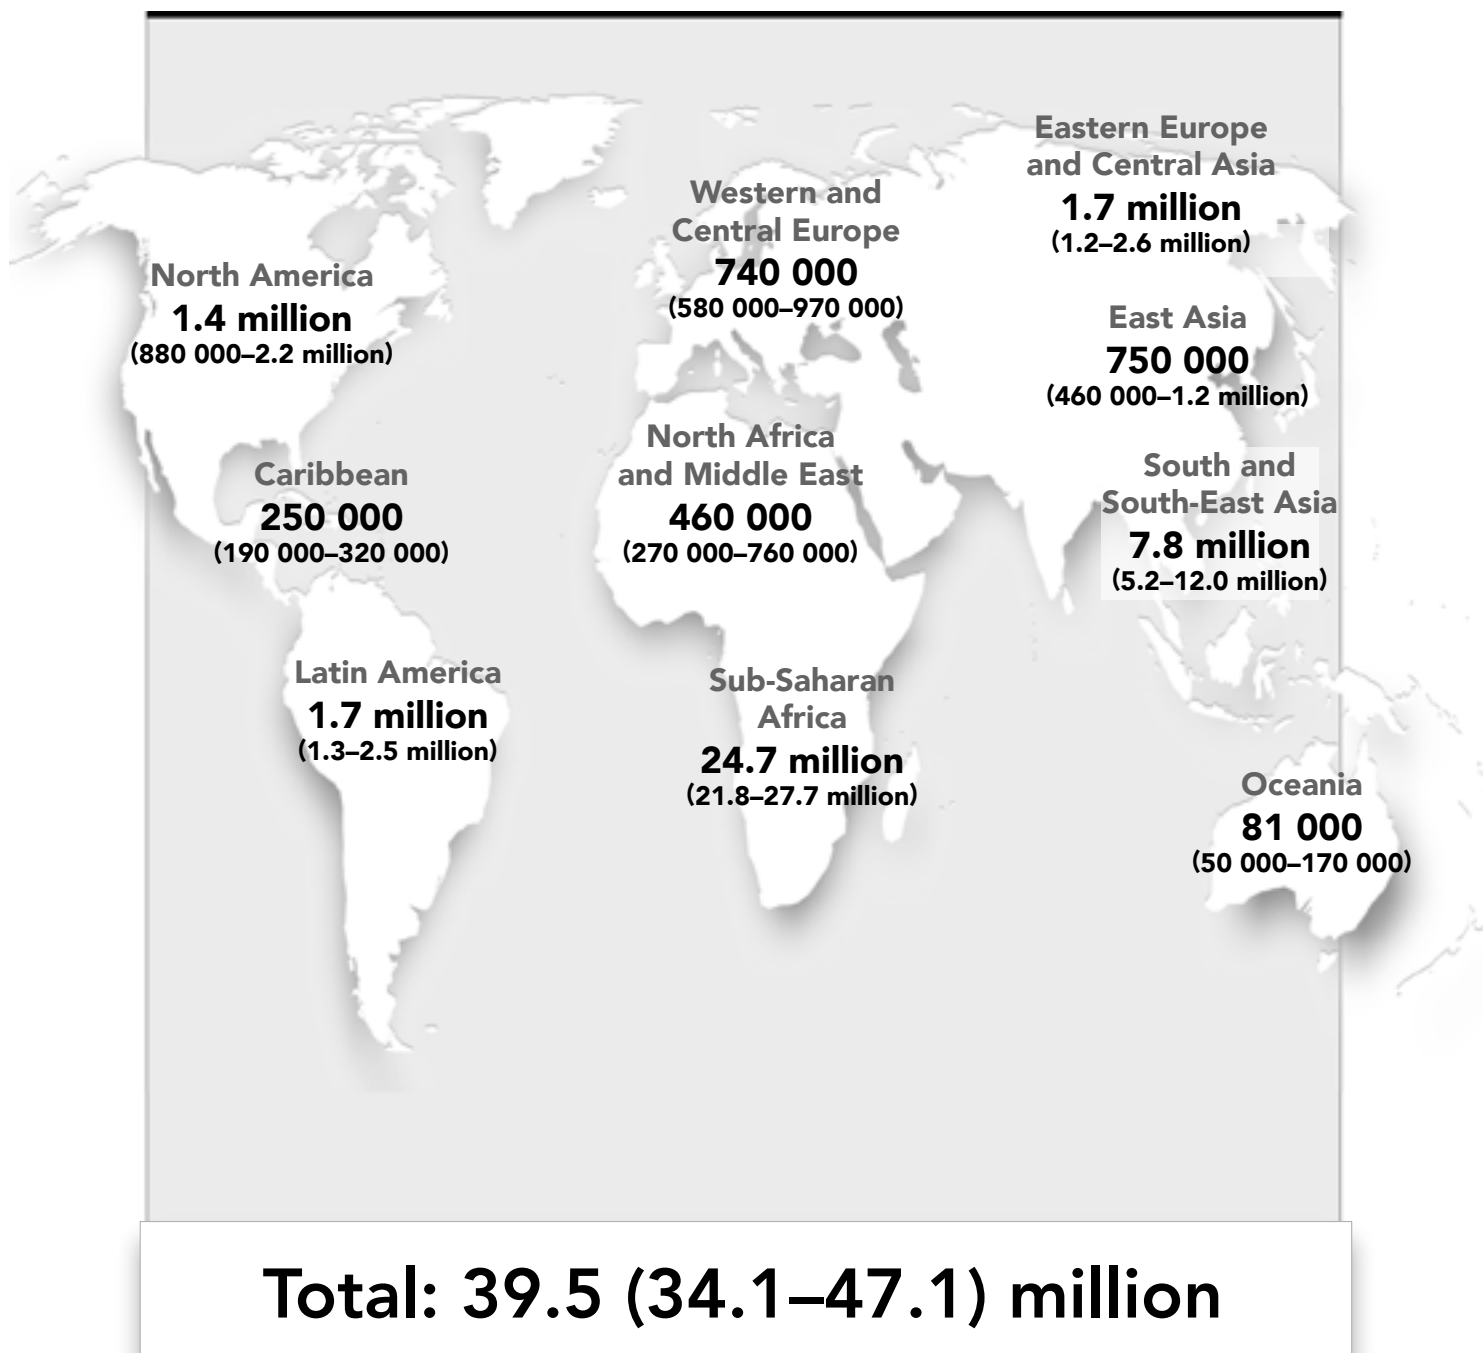 Eastern Europe
and Central Asia
1.7 million
(1.2–2.6 million)
Western and
Central Europe
740 000
(580 000–970 000)
North America
1.4 million
(880 000–2.2 million)
East Asia
750 000
(460 000–1.2 million)
North Africa
and Middle East
460 000
(270 000–760 000)
Caribbean
250 000
(190 000–320 000)
South and
South-East Asia
7.8 million
(5.2–12.0 million)
Latin America
1.7 million
(1.3–2.5 million)
Sub-Saharan
Africa
24.7 million
(21.8–27.7 million)
Oceania
81 000
(50 000–170 000)
Total: 39.5 (34.1–47.1) million